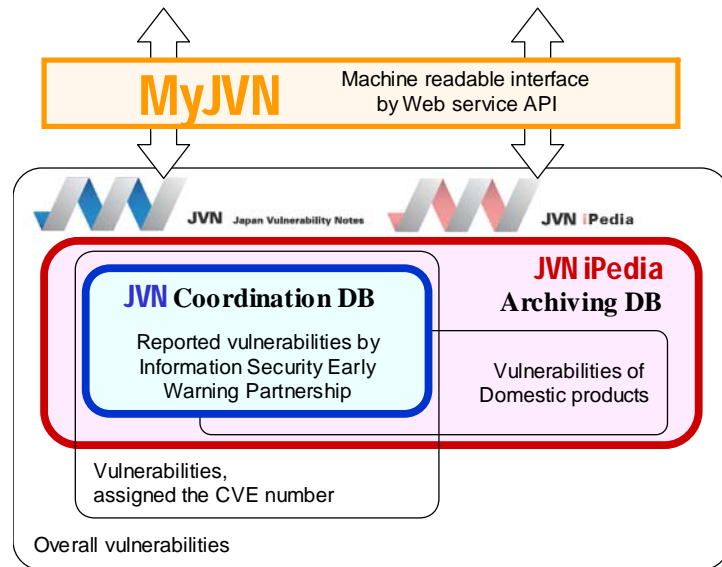 MyJVN
Machine readable interface
by Web service API
JVN Japan Vulnerability Notes
JVN iPedia
JVN iPedia
Archiving DB
JVN Coordination DB
Reported vulnerabilities by
Information Security Early
Warning Partnership
Vulnerabilities of
Domestic products
Vulnerabilities,
assigned the CVE number
Overall vulnerabilities